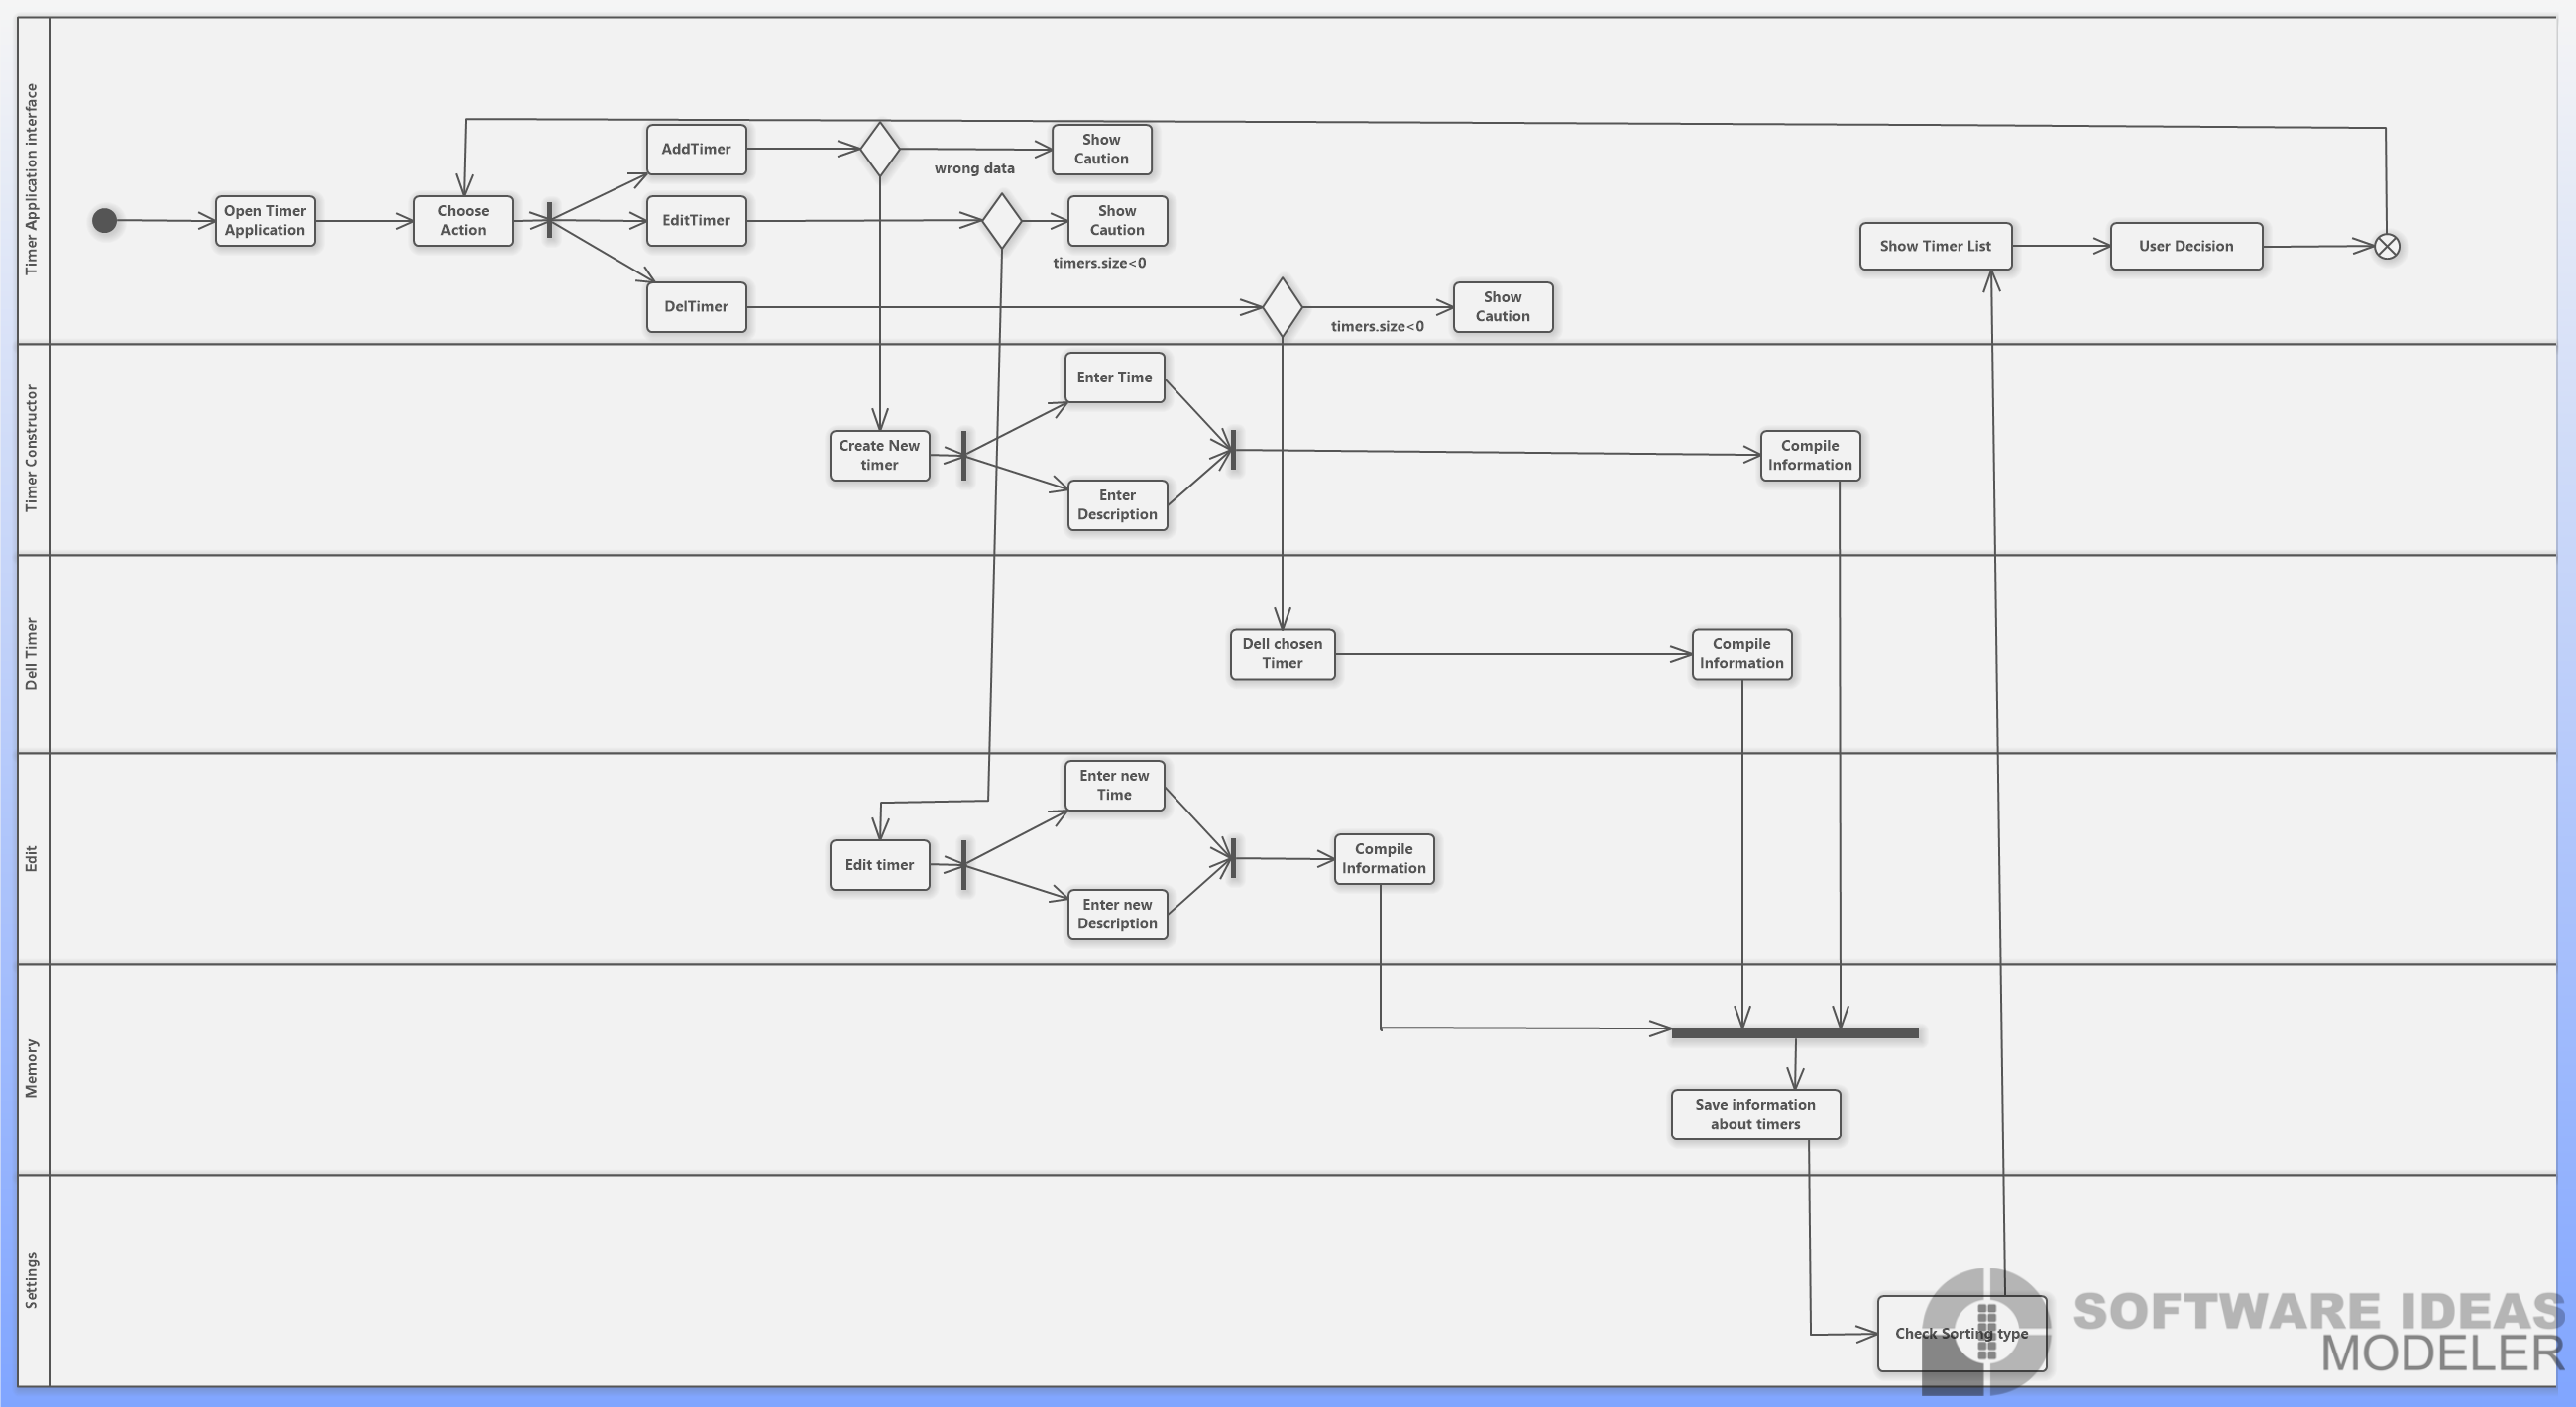 Timer Application interface
AddTimer
Show
Caution
wrong data
Open Timer
Application
Choose
Action
EditTimer
Show
Caution
timers.size<0
Show Timer List
User Decision
DelTimer
Show
Caution
timers.size<0
Timer Constructor
Enter Time
Create New
timer
Compile
Information
Enter
Description
Dell Timer
Dell chosen
Timer
Compile
Information
Edit
Enter new
Time
Edit timer
Compile
Information
Enter new
Description
Memory
Save information
about timers
Settings
Check Sorting type
SOFTWARE IDEAS
MODELER